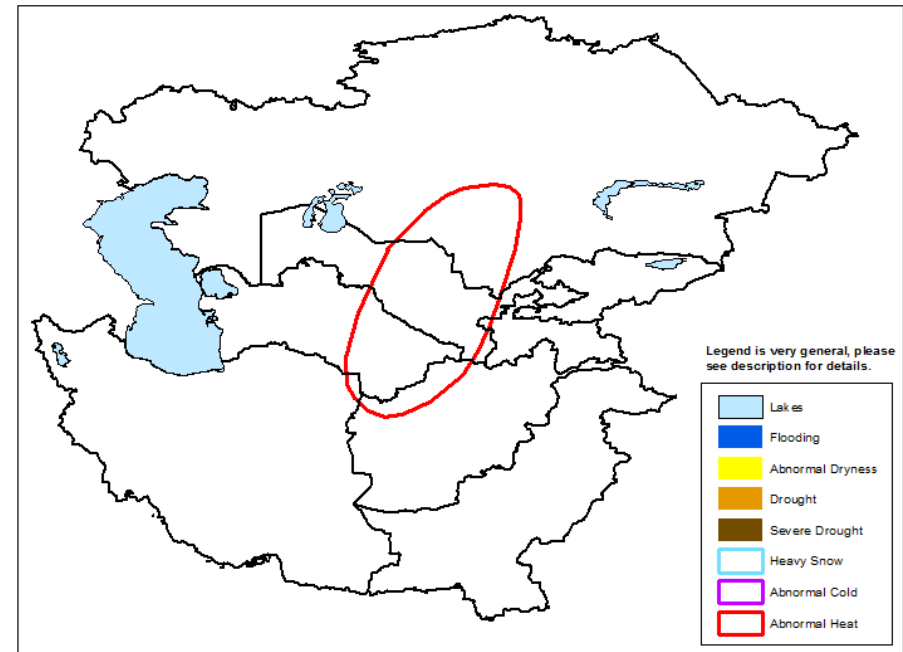 Legend is very general, please
see description for details.
Lakes
Flooding
Abnormal Dryness
Drought
Severe Drought
Heavy Snow
Abnormal Cold
Abnormal Heat